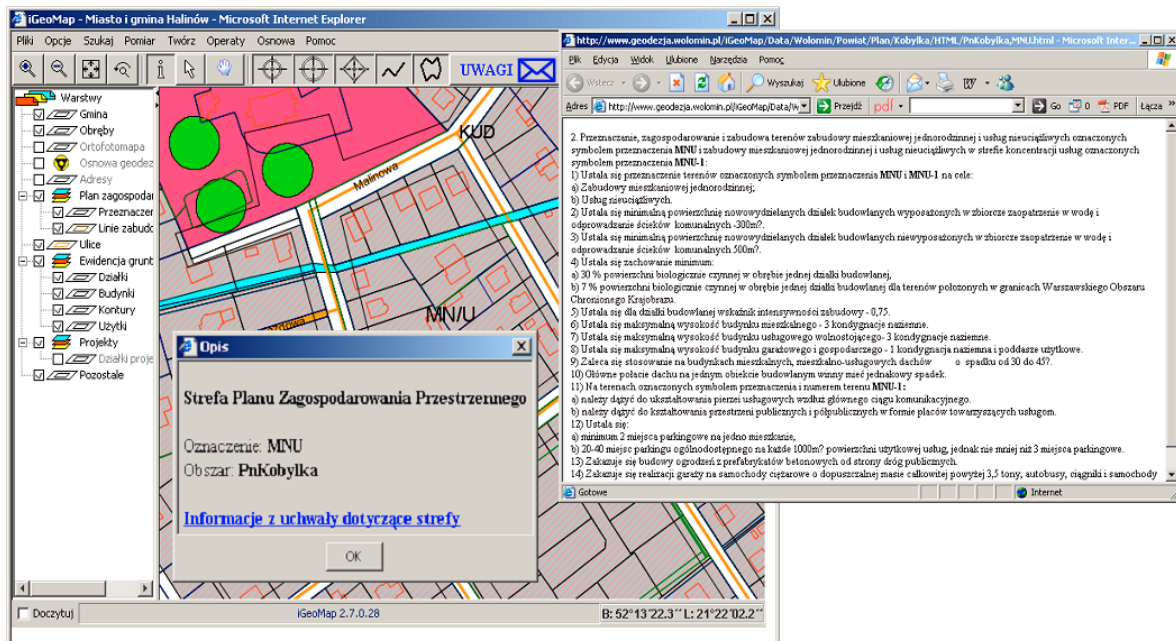 iGeoMap - Miasto i gmina Halinów - Microsoft Internet Explorer
Pliki Opcje Szukaj Pomiar Twórz Operaty Osnowa Pomoc
UWAGI
Warstwy
Gmina
Obręby
Ortofotomapa
Osnowa geodez
Adresy
Plan zagospodar
Przeznaczer
Linie zabudo
Ulice
Ewidencja grunt
Działki
Budynki
Kontury
Użytki
Projekty
Działki proje
Pozostałe
KUD
Malinowa
MN/U
Opis
Strefa Planu Zagospodarowania Przestrzennego
Oznaczenie: MNU
Obszar: PnKobylka
Informacje z uchwały dotyczące strefy
OK
Doczytuj
iGeoMap 2.7.0.28
B: 52°13'22.3'' L: 21°22'02.2''
http://www.geodezja.wolomin.pl/iGeoMap/Data/Wolomin/Powiat/Plan/Kobylka/HTML/PnKobylka,MNU.html - Microsoft Inter...
Plik Edycja Widok Ulubione Narzędzia Pomoc
Wstecz Wyszukaj Ulubione
Adres http://www.geodezja.wolomin.pl/iGeoMap/Data/W Przejdź pdf Go 0 PDF Łącza
2. Przeznaczanie, zagospodarowanie i zabudowa terenów zabudowy mieszkaniowej jednorodzinnej i usług nieuciążliwych oznaczonych
symbolem przeznaczenia MNU i zabudowy mieszkaniowej jednorodzinnej i usług nieuciążliwych w strefie koncentracji usług oznaczonych
symbolem przeznaczenia MNU-1:
1) Ustala się przeznaczenie terenów oznaczonych symbolem przeznaczenia MNU i MNU-1 na cele:
a) Zabudowy mieszkaniowej jednorodzinnej;
b) Usług nieuciążliwych.
2) Ustala się minimalną powierzchnię nowowydzielanych działek budowlanych wyposażonych w zbiorcze zaopatrzenie w wodę i
odprowadzanie ścieków komunalnych -300m?.
3) Ustala się minimalną powierzchnię nowowydzielanych działek budowlanych niewyposażonych w zbiorcze zaopatrzenie w wodę i
odprowadzanie ścieków komunalnych 500m?.
4) Ustala się zachowanie minimum:
a) 30 % powierzchni biologicznie czynnej w obrębie jednej działki budowlanej,
b) 7 % powierzchni biologicznie czynnej w obrębie jednej działki budowlanej dla terenów położonych w granicach Warszawskiego Obszaru
Chronionego Krajobrazu.
5) Ustala się dla działki budowlanej wskaźnik intensywności zabudowy - 0,75.
6) Ustala się maksymalną wysokość budynku mieszkalnego - 3 kondygnacje naziemne.
7) Ustala się maksymalną wysokość budynku usługowego wolnostojącego- 3 kondygnacje naziemne.
8) Ustala się maksymalną wysokość budynku garażowego i gospodarczego - 1 kondygnacja naziemna i poddasze użytkowe.
9) Zaleca się stosowanie na budynkach mieszkalnych, mieszkalno-usługowych dachów o spadku od 30 do 45?.
10) Główne połacie dachu na jednym obiekcie budowlanym winny mieć jednakowy spadek.
11) Na terenach oznaczonych symbolem przeznaczenia i numerem terenu MNU-1:
a) należy dążyć do ukształtowania pierzei usługowych wzdłuż głównego ciągu komunikacyjnego.
b) należy dążyć do kształtowania przestrzeni publicznych i półpublicznych w formie placów towarzyszących usługom.
12) Ustala się:
a) minimum 2 miejsca parkingowe na jedno mieszkanie,
b) 20-40 miejsc parkingu ogólnodostępnego na każde 1000m? powierzchni użytkowej usług, jednak nie mniej niż 3 miejsca parkingowe.
13) Zakazuje się budowy ogrodzeń z prefabrykatów betonowych od strony dróg publicznych.
14) Zakazuje się realizacji garaży na samochody ciężarowe o dopuszczalnej masie całkowitej powyżej 3,5 tony, autobusy, ciągniki i samochody
Gotowe
Internet